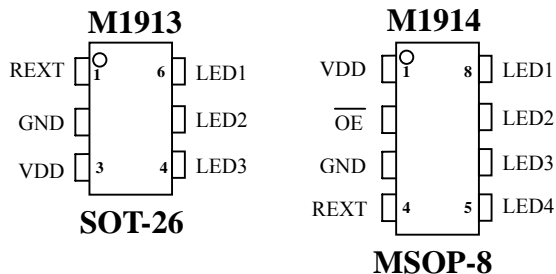 M1913
REXT 1 6 LED1
GND LED2
VDD 3 4 LED3
SOT-26
M1914
VDD 1 8 LED1
OE LED2
GND LED3
REXT 4 5 LED4
MSOP-8